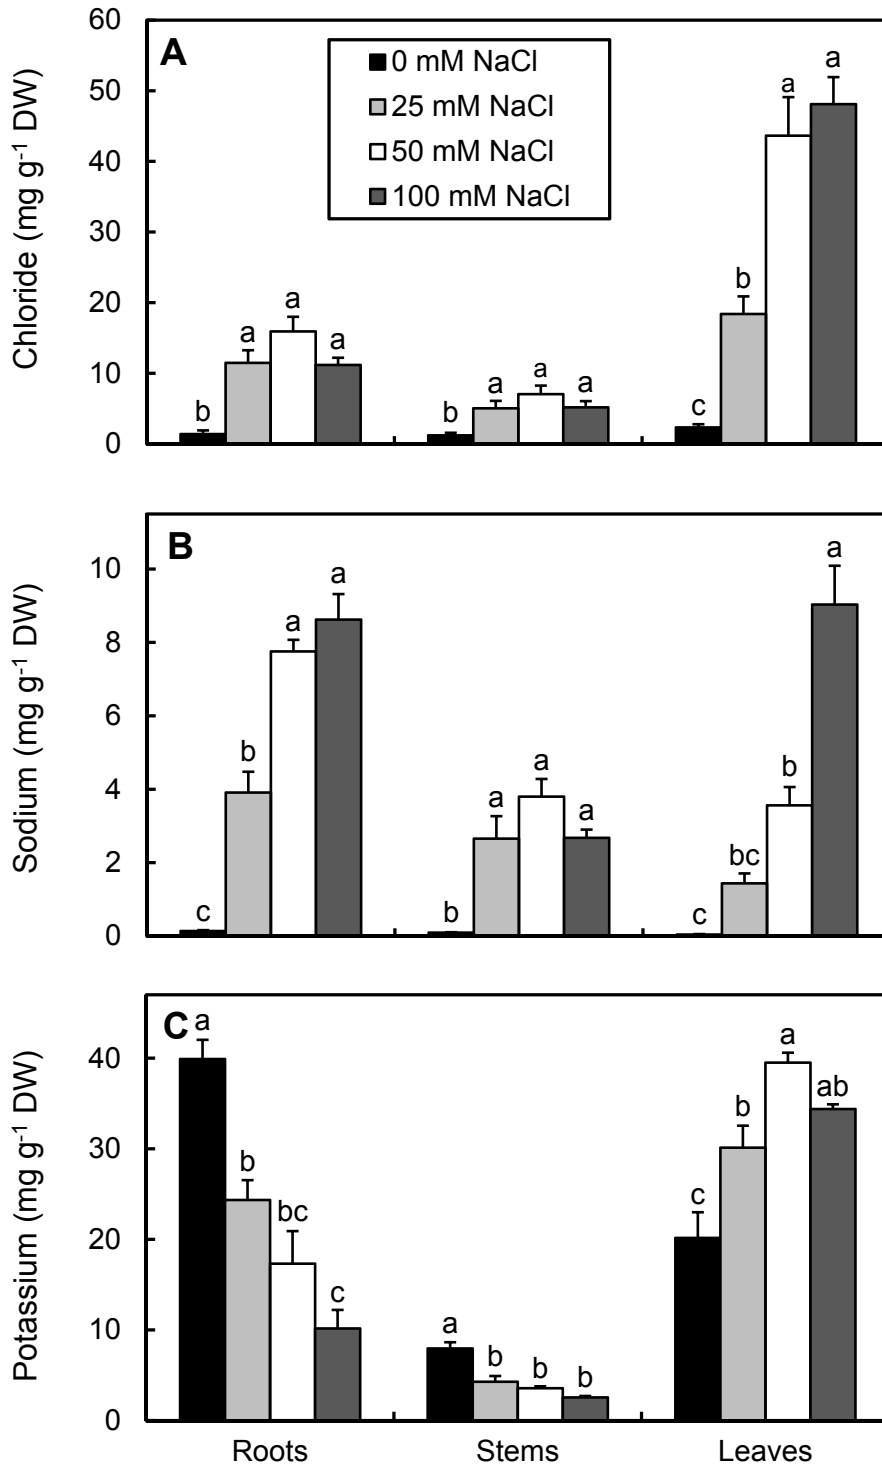 A
0 mM NaCl
25 mM NaCl
50 mM NaCl
100 mM NaCl
Chloride (mg g⁻¹ DW)
60
50
40
30
20
10
0
b a a a
b a a a
c b a a
B
Sodium (mg g⁻¹ DW)
10
8
6
4
2
0
c b a a
b a a a
c bc b a
C
Potassium (mg g⁻¹ DW)
40
30
20
10
0
a b bc c
a b b b
c b a ab
Roots Stems Leaves